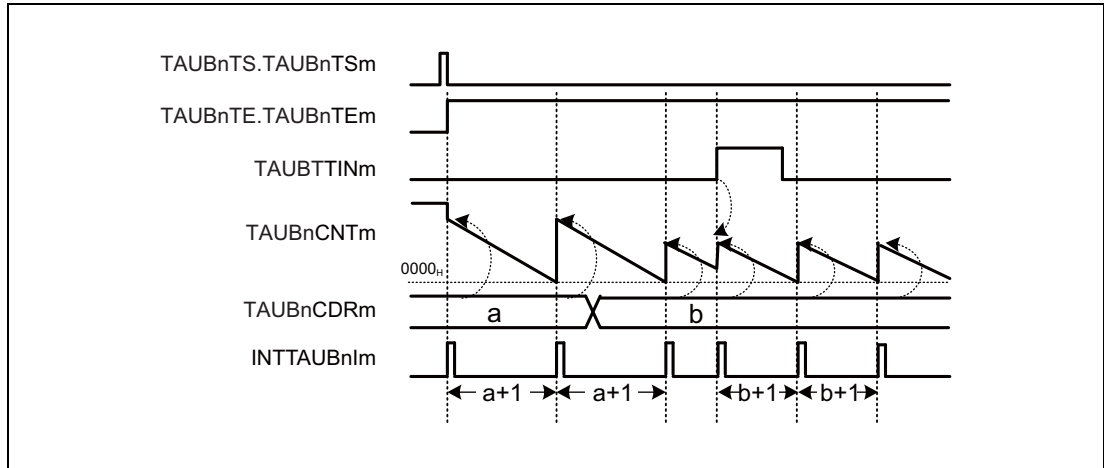 TAUBnTS.TAUBnTSm
TAUBnTE.TAUBnTEm
TAUBTTINm
TAUBnCNTm
0000H
TAUBnCDRm
a
b
INTTAUBnIm
a+1
a+1
b+1
b+1